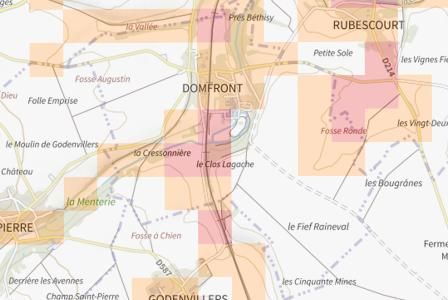 la Vallée
Prés Béthisy
RUBESCOURT
Petite Sole
D214
les Vignes
Fosse Augustin
Dieu
Folle Emprise
DOMFRONT
Fosse Ronde
les Vingt-Deux
le Moulin de Godenvillers
la Cressonnière
le Clos Lagache
Château
les Bougrânes
la Menterie
PIERRE
Fosse à Chien
le Fief Raineval
Ferme
D587
Derrière les Avennes
les Cinquante Mines
Champ Saint-Pierre
GODENVILLERS